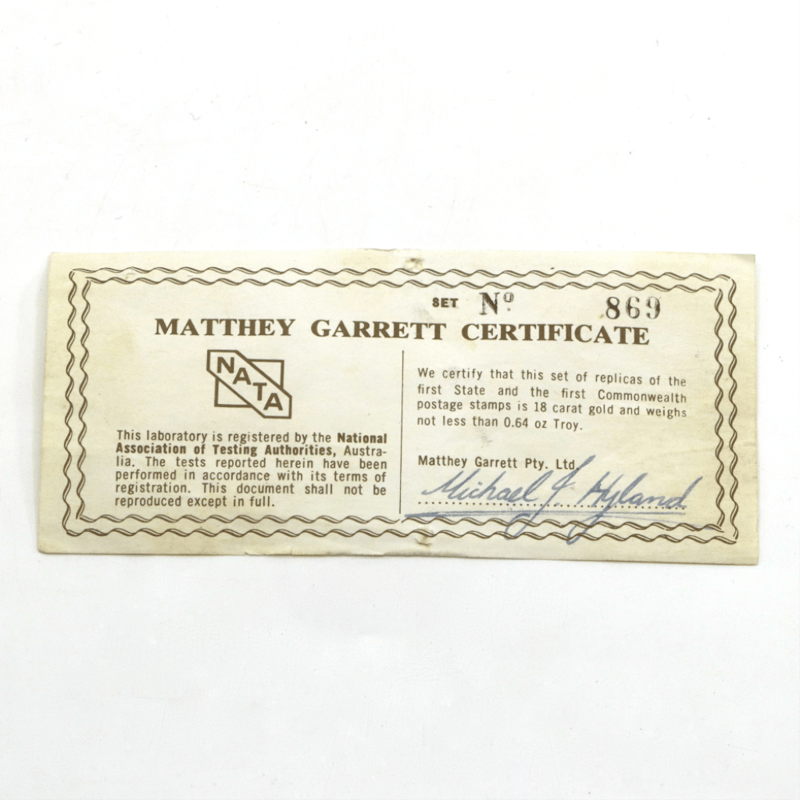 SET Nº 869
MATTHEY GARRETT CERTIFICATE
NATA
This laboratory is registered by the National
Association of Testing Authorities, Austra-
lia. The tests reported herein have been
performed in accordance with its terms of
registration. This document shall not be
reproduced except in full.
We certify that this set of replicas of the
first State and the first Commonwealth
postage stamps is 18 carat gold and weighs
not less than 0.64 oz Troy.
Matthey Garrett Pty. Ltd
Michael J. Hyland